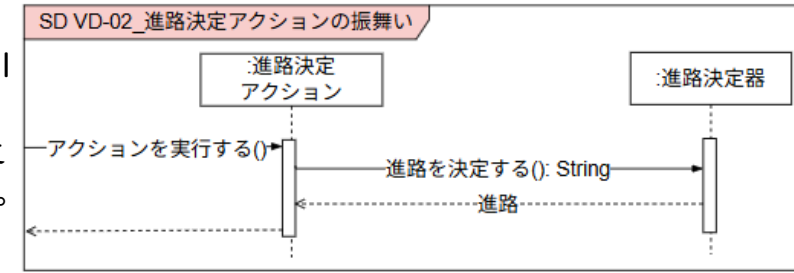 SD VD-02_進路決定アクションの振舞い
:進路決定
アクション
:進路決定器
アクションを実行する()
進路を決定する(): String
進路
。